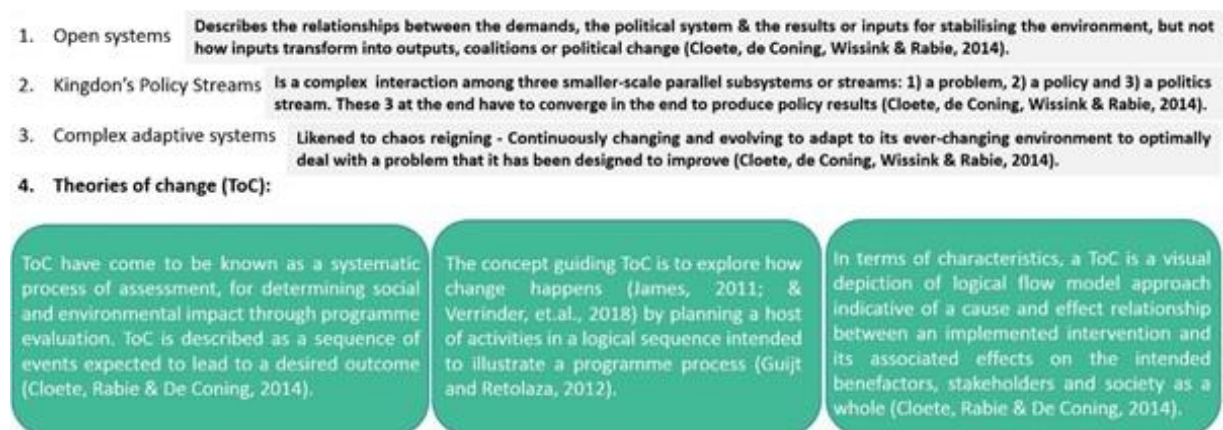 1. Open systems
Describes the relationships between the demands, the political system & the results or inputs for stabilising the environment, but not
how inputs transform into outputs, coalitions or political change (Cloete, de Coning, Wissink & Rabie, 2014).
2. Kingdon's Policy Streams
Is a complex interaction among three smaller-scale parallel subsystems or streams: 1) a problem, 2) a policy and 3) a politics
stream. These 3 at the end have to converge in the end to produce policy results (Cloete, de Coning, Wissink & Rabie, 2014).
3. Complex adaptive systems
Likened to chaos reigning - Continuously changing and evolving to adapt to its ever-changing environment to optimally
deal with a problem that it has been designed to improve (Cloete, de Coning, Wissink & Rabie, 2014).
4. Theories of change (ToC):
ToC have come to be known as a systematic
process of assessment, for determining social
and environmental impact through programme
evaluation. ToC is described as a sequence of
events expected to lead to a desired outcome
(Cloete, Rabie & De Coning, 2014).
The concept guiding ToC is to explore how
change happens (James, 2011; &
Verrinder, et.al., 2018) by planning a host
of activities in a logical sequence intended
to illustrate a programme process (Guijt
and Retolaza, 2012).
In terms of characteristics, a ToC is a visual
depiction of logical flow model approach
indicative of a cause and effect relationship
between an implemented intervention and
its associated effects on the intended
benefactors, stakeholders and society as a
whole (Cloete, Rabie & De Coning, 2014).